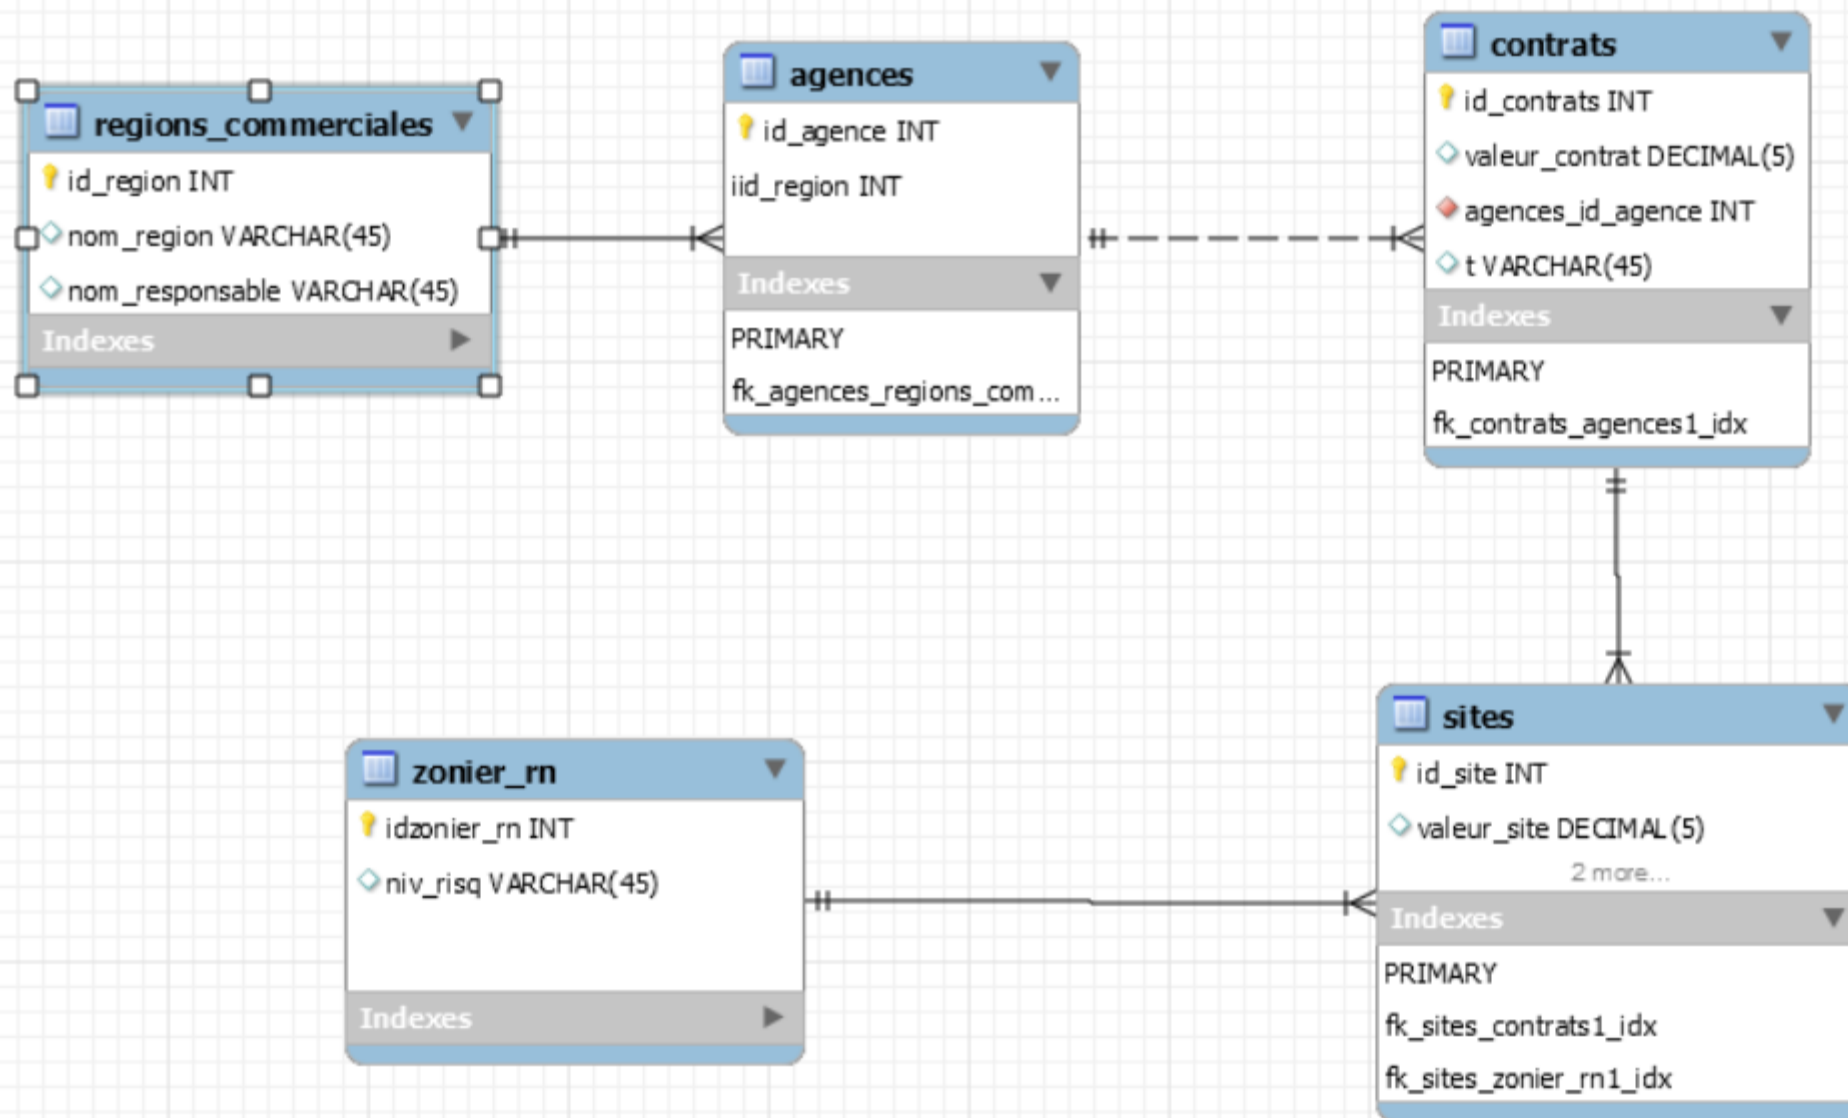 regions_commerciales
id_region INT
nom_region VARCHAR(45)
nom_responsable VARCHAR(45)
Indexes
agences
id_agence INT
iid_region INT
Indexes
PRIMARY
fk_agences_regions_com...
contrats
id_contrats INT
valeur_contrat DECIMAL(5)
agences_id_agence INT
t VARCHAR(45)
Indexes
PRIMARY
fk_contrats_agences1_idx
zonier_rn
idzonier_rn INT
niv_risq VARCHAR(45)
Indexes
sites
id_site INT
valeur_site DECIMAL(5)
2 more...
Indexes
PRIMARY
fk_sites_contrats1_idx
fk_sites_zonier_rn1_idx